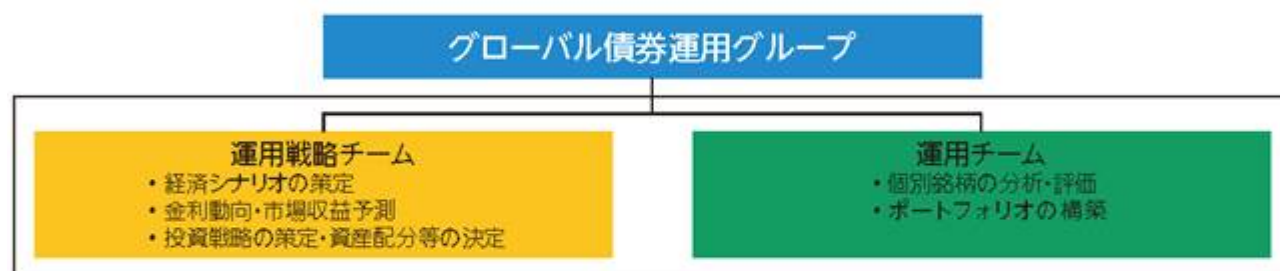 グローバル債券運用グループ
運用戦略チーム
・経済シナリオの策定
・金利動向・市場収益予測
・投資戦略の策定・資産配分等の決定
運用チーム
・個別銘柄の分析・評価
・ポートフォリオの構築